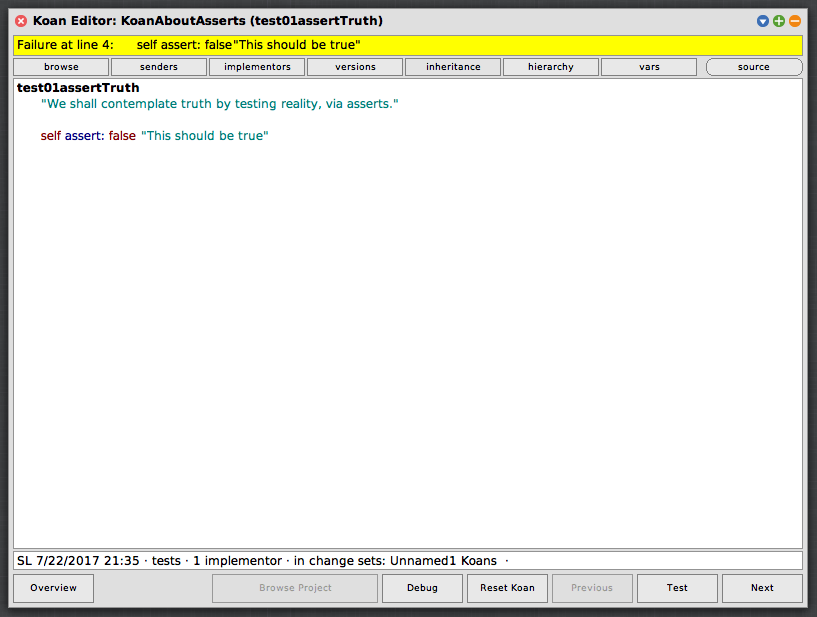 Koan Editor: KoanAboutAsserts (test01assertTruth)
Failure at line 4: self assert: false"This should be true"
browse senders implementors versions inheritance hierarchy vars source
test01assertTruth
"We shall contemplate truth by testing reality, via asserts."
self assert: false "This should be true"
SL 7/22/2017 21:35 · tests · 1 implementor · in change sets: Unnamed1 Koans ·
Overview Browse Project Debug Reset Koan Previous Test Next